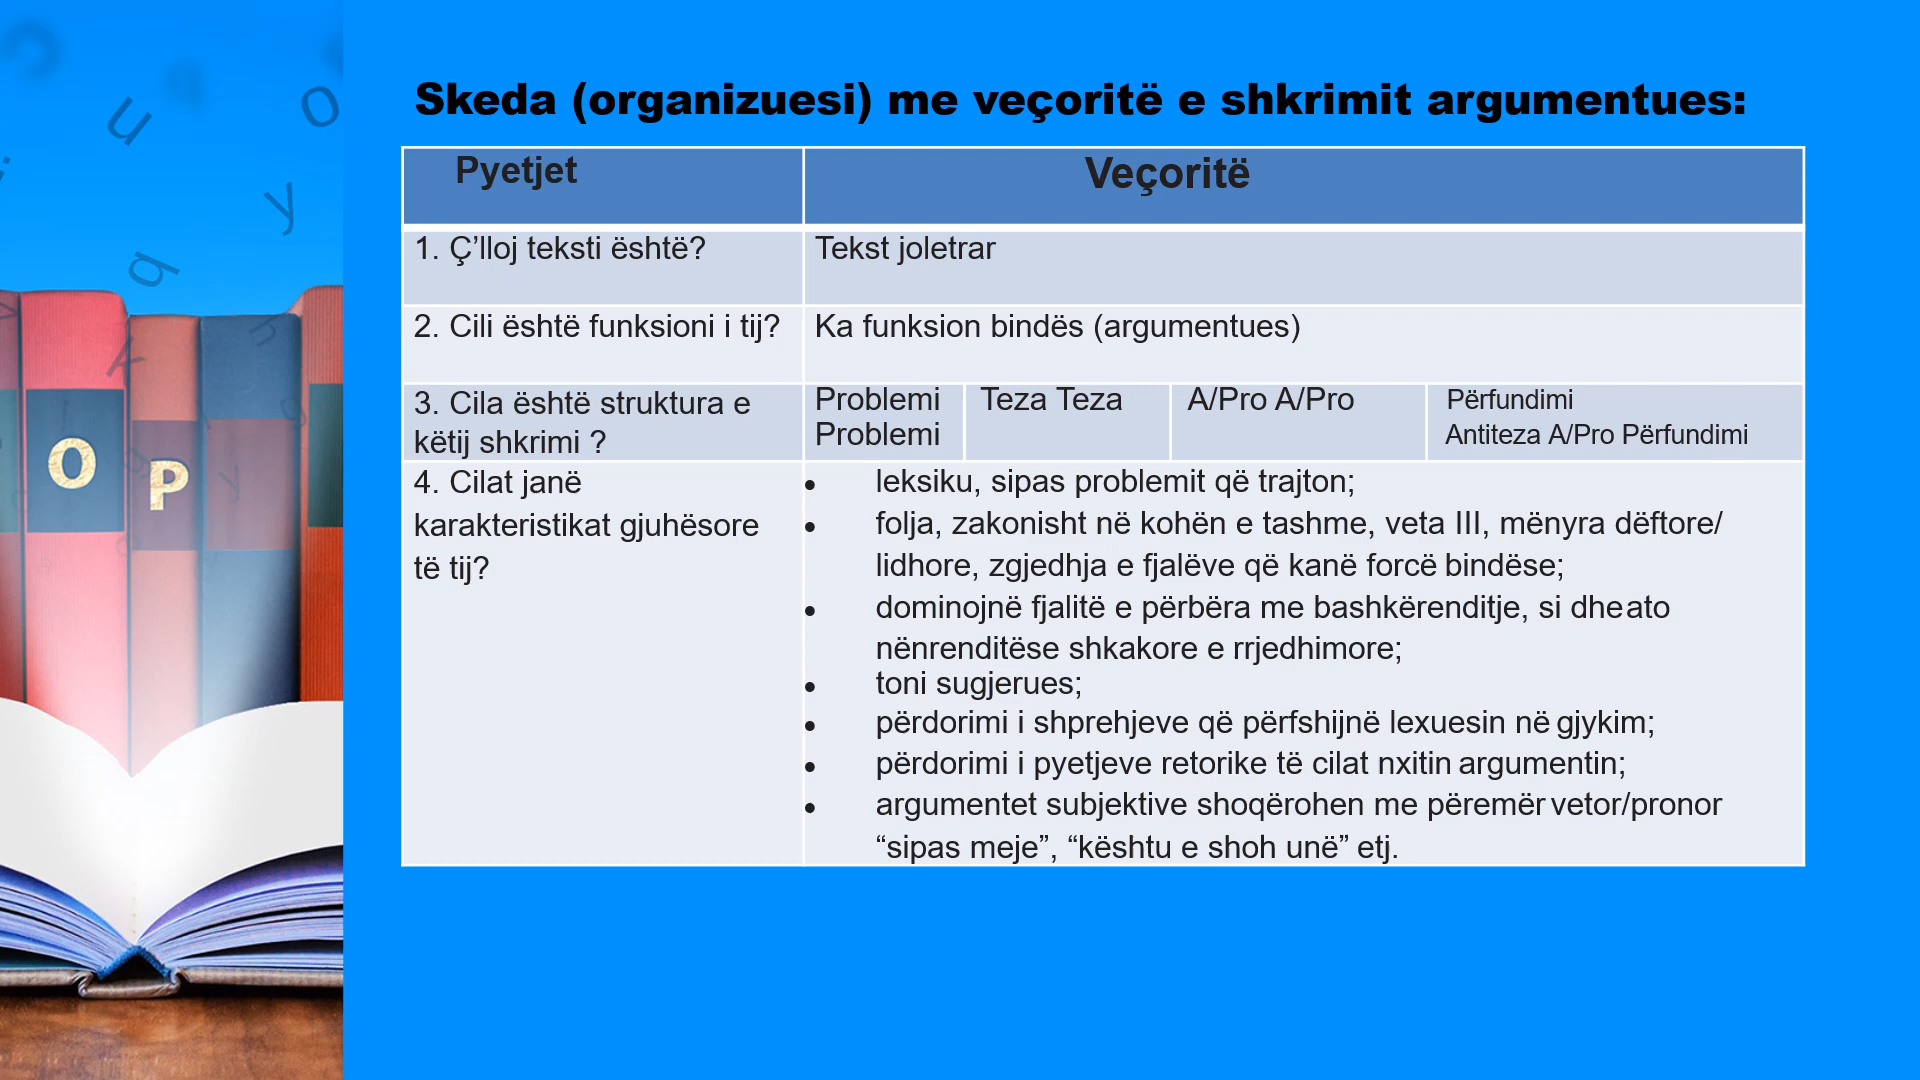 Skeda (organizuesi) me veçoritë e shkrimit argumentues:
Pyetjet
Veçoritë
1. Ç’lloj teksti është?
Tekst joletrar
2. Cili është funksioni i tij?
Ka funksion bindës (argumentues)
3. Cila është struktura e
këtij shkrimi ?
Problemi
Problemi
Teza Teza
A/Pro A/Pro
Përfundimi
Antiteza A/Pro Përfundimi
4. Cilat janë
karakteristikat gjuhësore
të tij?
• leksiku, sipas problemit që trajton;
• folja, zakonisht në kohën e tashme, veta III, mënyra dëftore/
lidhore, zgjedhja e fjalëve që kanë forcë bindëse;
• dominojnë fjalitë e përbëra me bashkërenditje, si dhe ato
nënrenditëse shkakore e rrjedhimore;
• toni sugjerues;
• përdorimi i shprehjeve që përfshijnë lexuesin në gjykim;
• përdorimi i pyetjeve retorike të cilat nxitin argumentin;
• argumentet subjektive shoqërohen me përemër vetor/pronor
“sipas meje”, “kështu e shoh unë” etj.
u
o
y
q
O
P